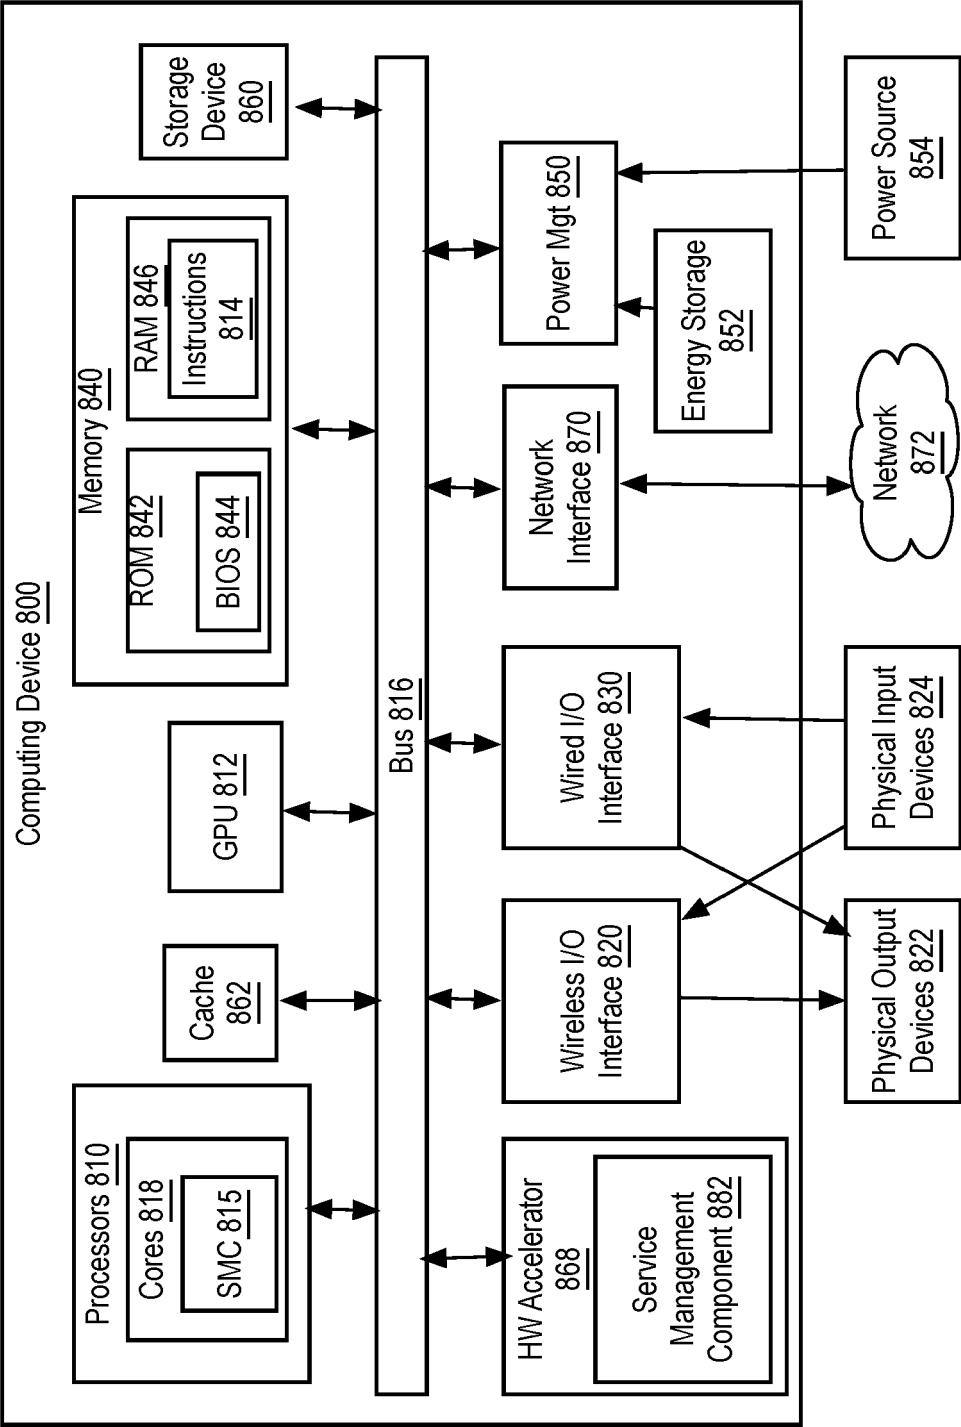 Computing Device 800
Processors 810
Cores 818
SMC 815
Cache
862
GPU 812
Memory 840
ROM 842
BIOS 844
RAM 846
Instructions
814
Storage
Device
860
Bus 816
HW Accelerator
868
Service
Management
Component 882
Wireless I/O
Interface 820
Wired I/O
Interface 830
Network
Interface 870
Power Mgt 850
Energy Storage
852
Physical Output
Devices 822
Physical Input
Devices 824
Network
872
Power Source
854